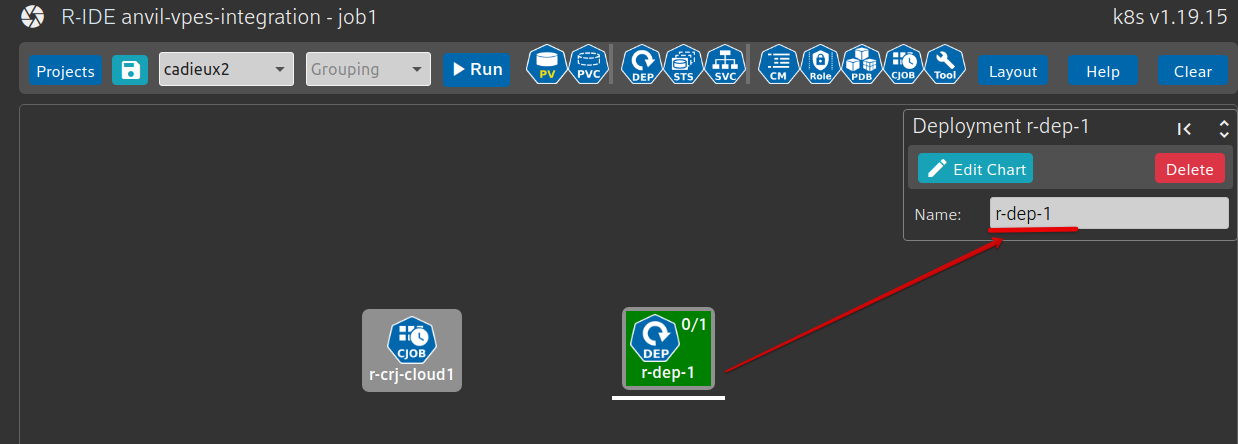 R-IDE anvil-vpes-integration - job1 k8s v1.19.15
Projects cadieux2 Grouping Run PV PVC DEP STS SVC CM Role PDB CJOB Tool Layout Help Clear
Deployment r-dep-1
Edit Chart Delete
Name: r-dep-1
CJOB
r-crj-cloud1
0/1
DEP
r-dep-1